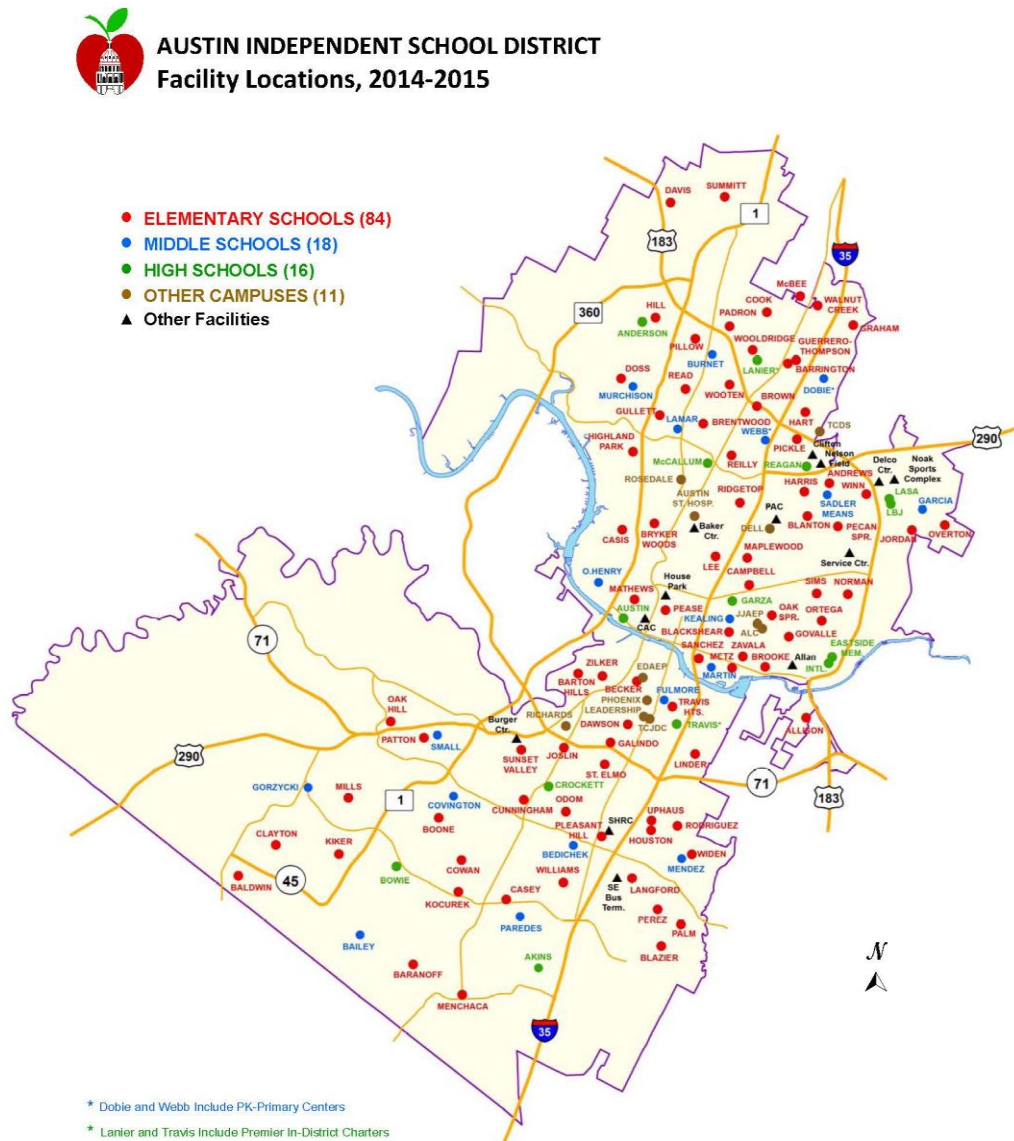 AUSTIN INDEPENDENT SCHOOL DISTRICT
Facility Locations, 2014-2015
ELEMENTARY SCHOOLS (84)
MIDDLE SCHOOLS (18)
HIGH SCHOOLS (16)
OTHER CAMPUSES (11)
Other Facilities
DAVIS
SUMMITT
1
183
35
360
McBEE
WALNUT
CREEK
COOK
PADRON
HILL
ANDERSON
GRAHAM
WOOLDRIDGE
GUERRERO-
THOMPSON
PILLOW
BURNET
LANIER*
BARRINGTON
DOBIE*
DOSS
MURCHISON
READ
WOOTEN
BROWN
GULLETT
LAMAR
BRENTWOOD
WEBB*
HART
TCDS
PICKLE
Clifton
Nelson
Field
290
HIGHLAND
PARK
McCALLUM
REILLY
REAGAN
ANDREWS
Delco
Ctr.
Noak
Sports
Complex
ROSEDALE
AUSTIN
ST. HOSP.
RIDGETOP
HARRIS
WINN
LASA
LBJ
GARCIA
SADLER
MEANS
PAC
DELL
BLANTON
PECAN
SPR.
JORDAN
OVERTON
CASIS
BRYKER
WOODS
Baker
Ctr.
LEE
MAPLEWOOD
CAMPBELL
Service Ctr.
O.HENRY
MATHEWS
House
Park
SIMS
NORMAN
AUSTIN
CAC
PEASE
GARZA
KEALING
JJAEP
ALC
OAK
SPR.
ORTEGA
BLACKSHEAR
GOVALLE
SANCHEZ
MCTZ
ZAVALA
BROOKE
Allan
EASTSIDE
MEM.
INTL
MARTIN
71
ZILKER
BARTON
HILLS
EDAEP
BECKER
PHOENIX
LEADERSHIP
FULMORE
TRAVIS
HTS.
TRAVIS*
ALLISON
OAK
HILL
PATTON
SMALL
Burger
Ctr.
RICHARDS
DAWSON
TCJDC
290
SUNSET
VALLEY
JOSLIN
GALINDO
ST. ELMO
LINDER
71
183
GORZYCKI
MILLS
1
COVINGTON
CROCKETT
CUNNINGHAM
ODOM
BOONE
PLEASANT
HILL
SHRC
UPHAUS
HOUSTON
RODRIGUEZ
CLAYTON
KIKER
BEDICHEK
WIDEN
MENDEZ
BALDWIN
45
BOWIE
COWAN
WILLIAMS
SE
Bus
Term.
LANGFORD
KOCUREK
CASEY
PAREDES
PEREZ
PALM
BAILEY
BLAZIER
BARANOFF
AKINS
MENCHACA
N
35
* Dobie and Webb Include PK-Primary Centers
* Lanier and Travis Include Premier In-District Charters